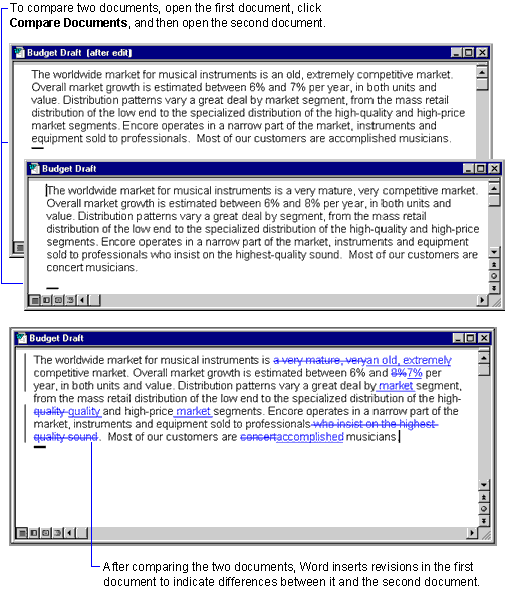 To compare two documents, open the first document, click
Compare Documents, and then open the second document.
Budget Draft (after edit)
The worldwide market for musical instruments is an old, extremely competitive market.
Overall market growth is estimated between 6% and 7% per year, in both units and
value. Distribution patterns vary a great deal by market segment, from the mass retail
distribution of the low end to the specialized distribution of the high-quality and high-price
market segments. Encore operates in a narrow part of the market, instruments and
equipment sold to professionals. Most of our customers are accomplished musicians.
Budget Draft
The worldwide market for musical instruments is a very mature, very competitive market.
Overall market growth is estimated between 6% and 8% per year, in both units and
value. Distribution patterns vary a great deal by segment, from the mass retail
distribution of the low end to the specialized distribution of the high-quality and high-price
segments. Encore operates in a narrow part of the market, instruments and equipment
sold to professionals who insist on the highest-quality sound. Most of our customers are
concert musicians.
Budget Draft
The worldwide market for musical instruments is a very mature, veryan old, extremely
competitive market. Overall market growth is estimated between 6% and 8%7% per
year, in both units and value. Distribution patterns vary a great deal by market segment,
from the mass retail distribution of the low end to the specialized distribution of the high-
quality quality and high-price market segments. Encore operates in a narrow part of the
market, instruments and equipment sold to professionals who insist on the highest-
quality sound. Most of our customers are concertaccomplished musicians.
After comparing the two documents, Word inserts revisions in the first
document to indicate differences between it and the second document.